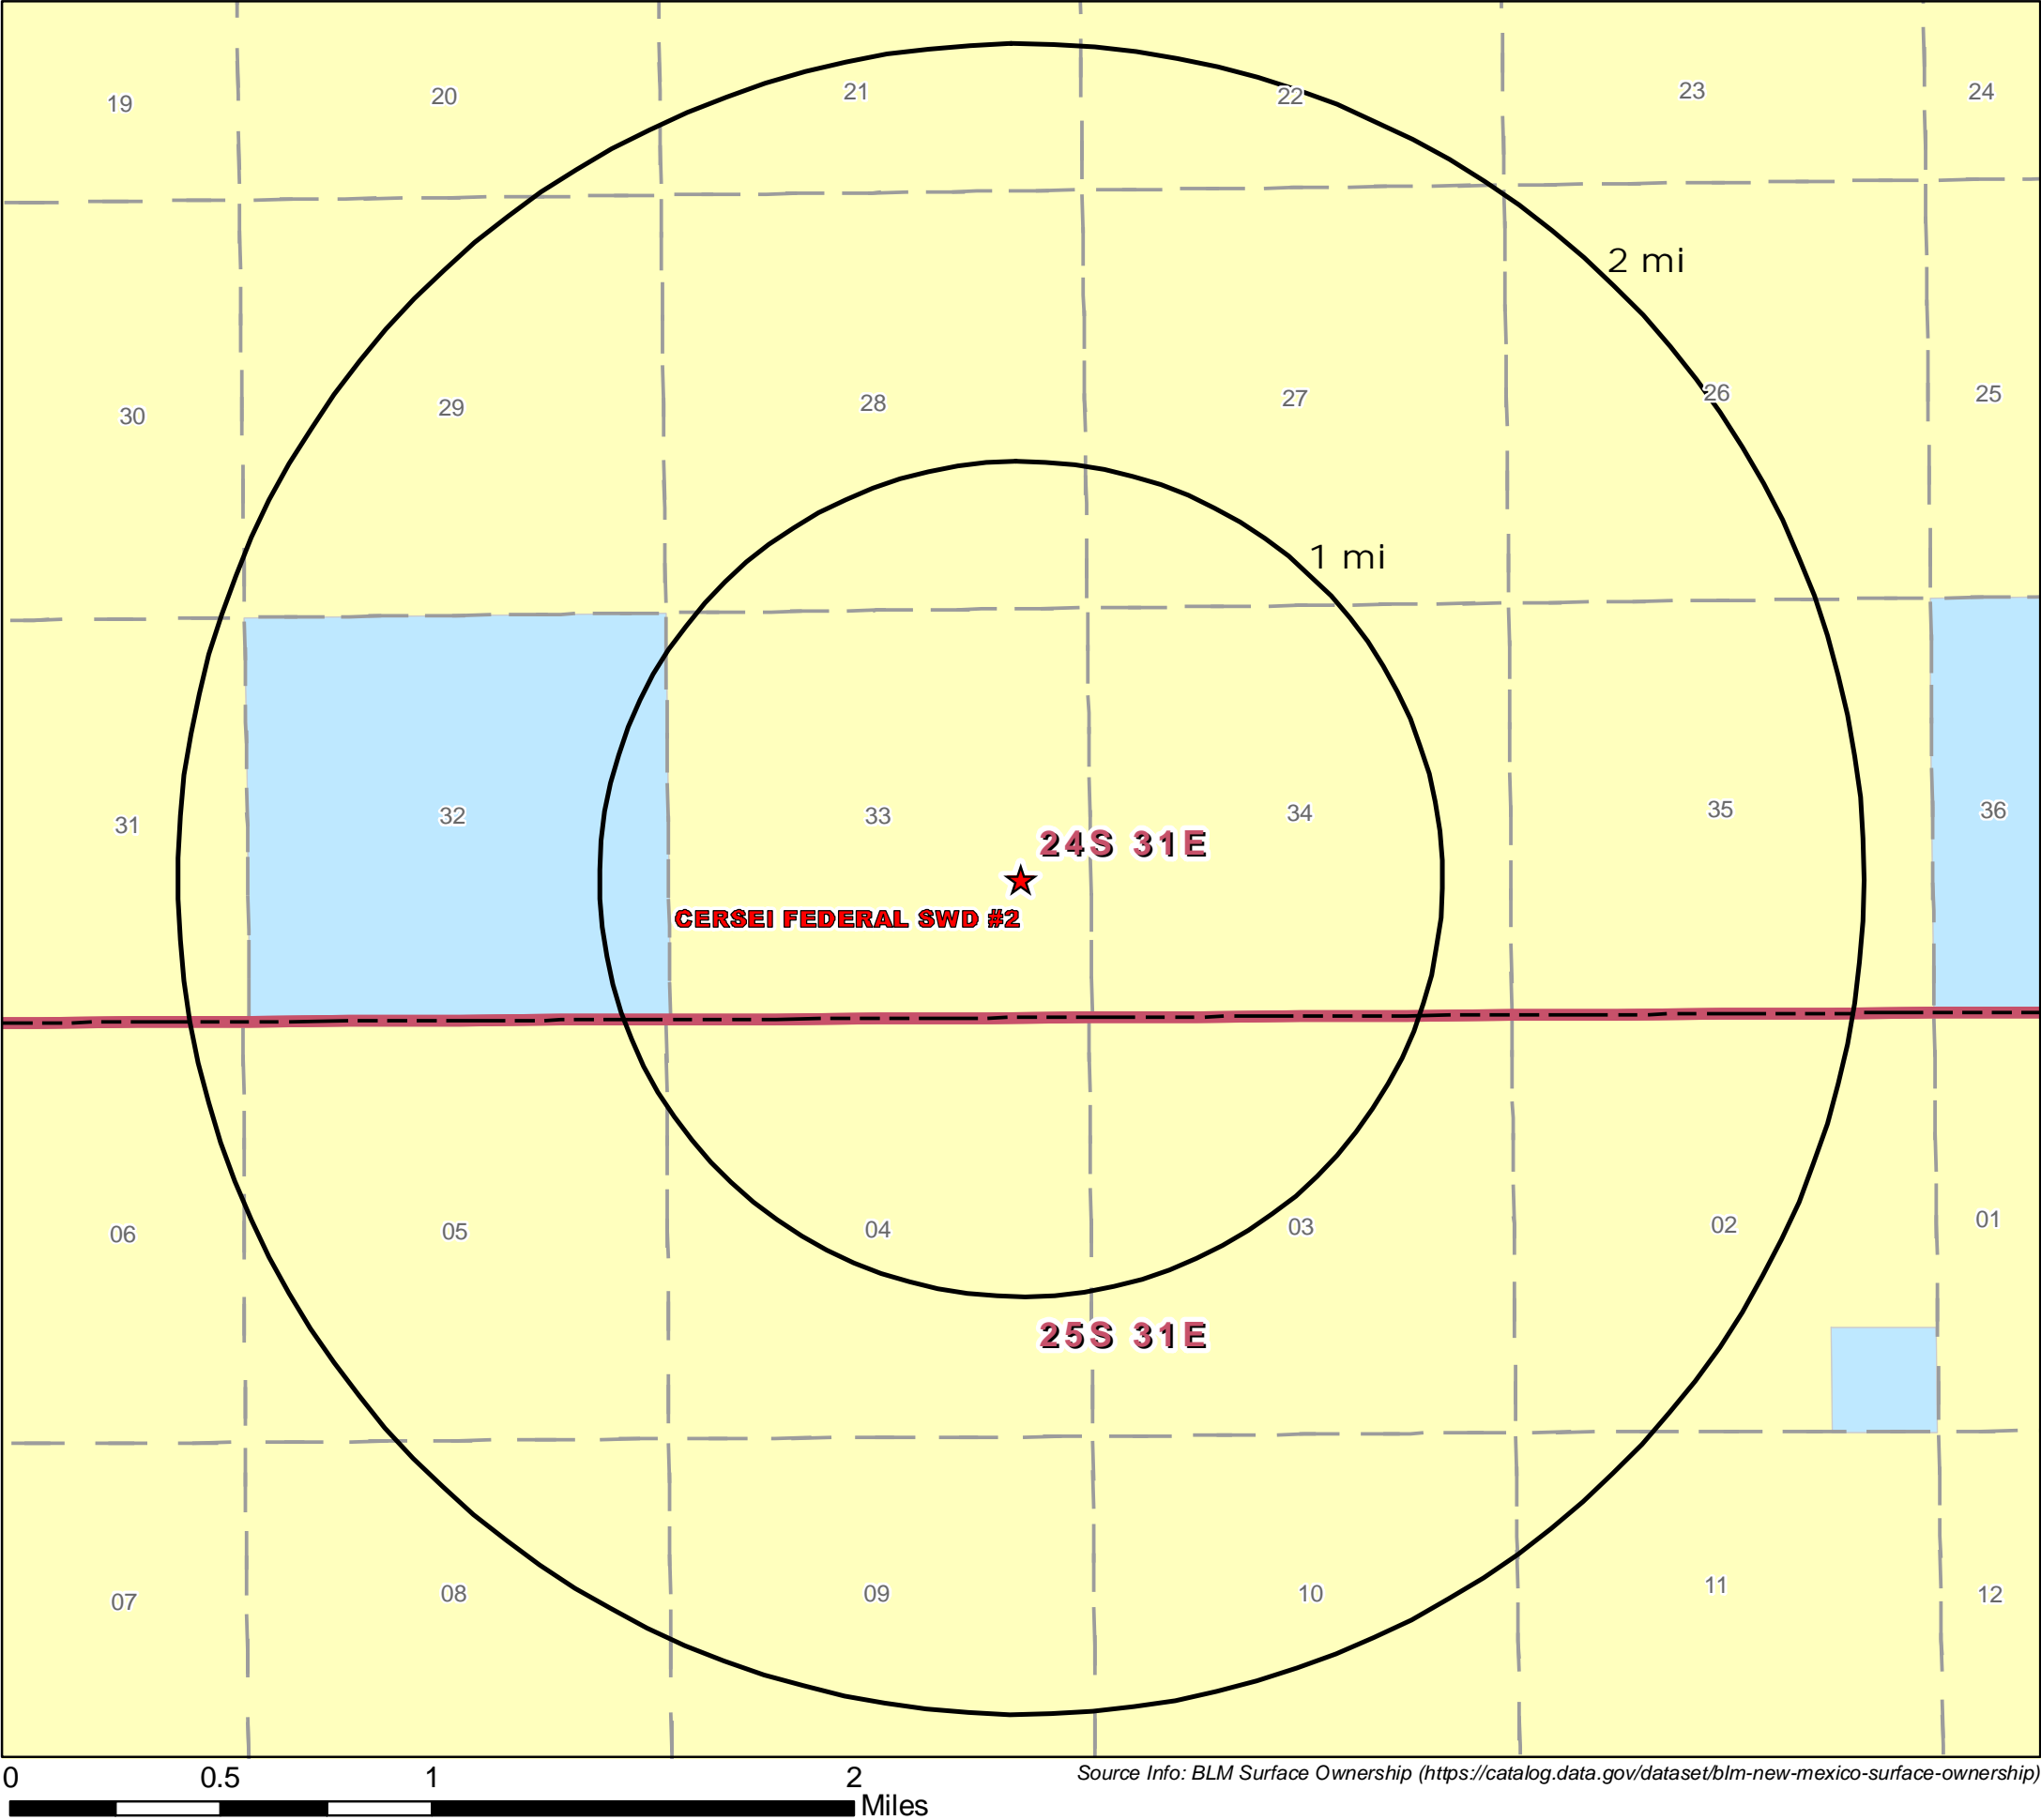 19 20 21 22 23 24
2 mi
30 29 28 27 26 25
1 mi
31 32 33 34 35 36
24S 31E
CERSEI FEDERAL SWD #2
06 05 04 03 02 01
25S 31E
07 08 09 10 11 12
0 0.5 1 2
Miles
Source Info: BLM Surface Ownership (https://catalog.data.gov/dataset/blm-new-mexico-surface-ownership)